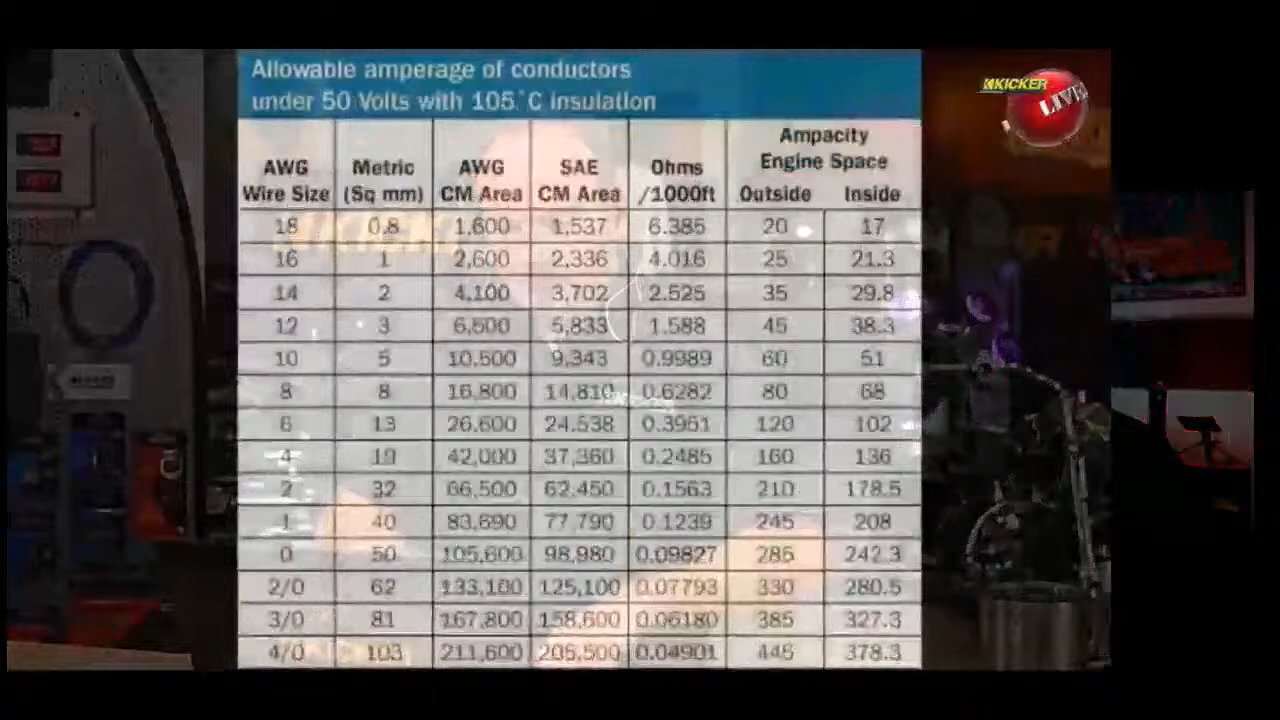 Allowable amperage of conductors
under 50 Volts with 105°C insulation
KICKER
LIVE
AWG Wire Size Metric (Sq mm) AWG CM Area SAE CM Area Ohms /1000ft Ampacity Engine Space Outside Inside
18 0.8 1,600 1,537 6.385 20 17
16 1 2,600 2,336 4.016 25 21.3
14 2 4,100 3,702 2.525 35 29.8
12 3 6,500 5,833 1.588 45 38.3
10 5 10,500 9,343 0.9989 60 51
8 8 16,800 14,810 0.6282 80 68
6 13 26,600 24,538 0.3951 120 102
4 19 42,000 37,360 0.2485 160 136
2 32 66,500 62,450 0.1563 210 178.5
1 40 83,690 77,790 0.1239 245 208
0 50 105,600 98,980 0.09827 285 242.3
2/0 62 133,100 125,100 0.07793 330 280.5
3/0 81 167,800 158,600 0.06180 385 327.3
4/0 103 211,600 205,500 0.04901 445 378.3